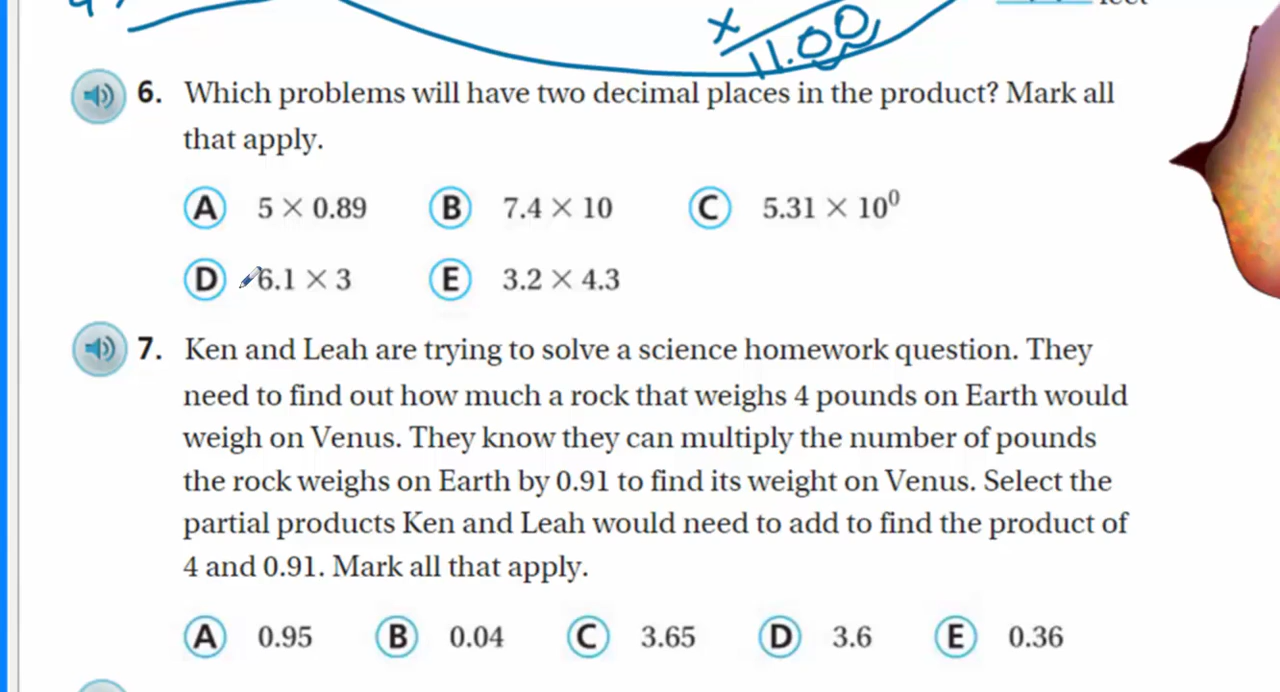 11.00
6. Which problems will have two decimal places in the product? Mark all
that apply.
A 5 × 0.89 B 7.4 × 10 C 5.31 × 10⁰
D 6.1 × 3 E 3.2 × 4.3
7. Ken and Leah are trying to solve a science homework question. They
need to find out how much a rock that weighs 4 pounds on Earth would
weigh on Venus. They know they can multiply the number of pounds
the rock weighs on Earth by 0.91 to find its weight on Venus. Select the
partial products Ken and Leah would need to add to find the product of
4 and 0.91. Mark all that apply.
A 0.95 B 0.04 C 3.65 D 3.6 E 0.36